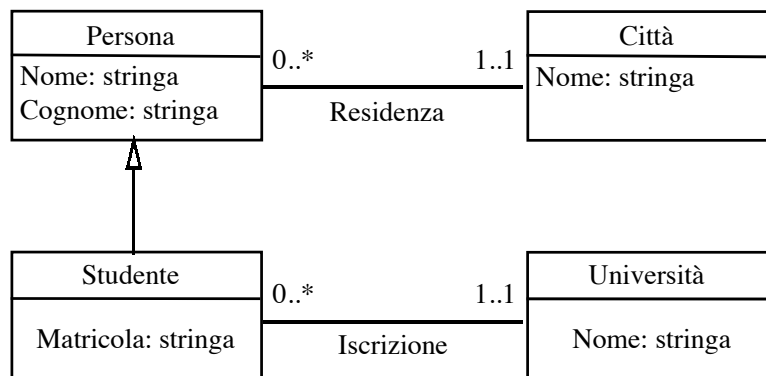 Persona
Nome: stringa
Cognome: stringa
0..*
1..1
Residenza
Città
Nome: stringa
Studente
Matricola: stringa
0..*
1..1
Iscrizione
Università
Nome: stringa